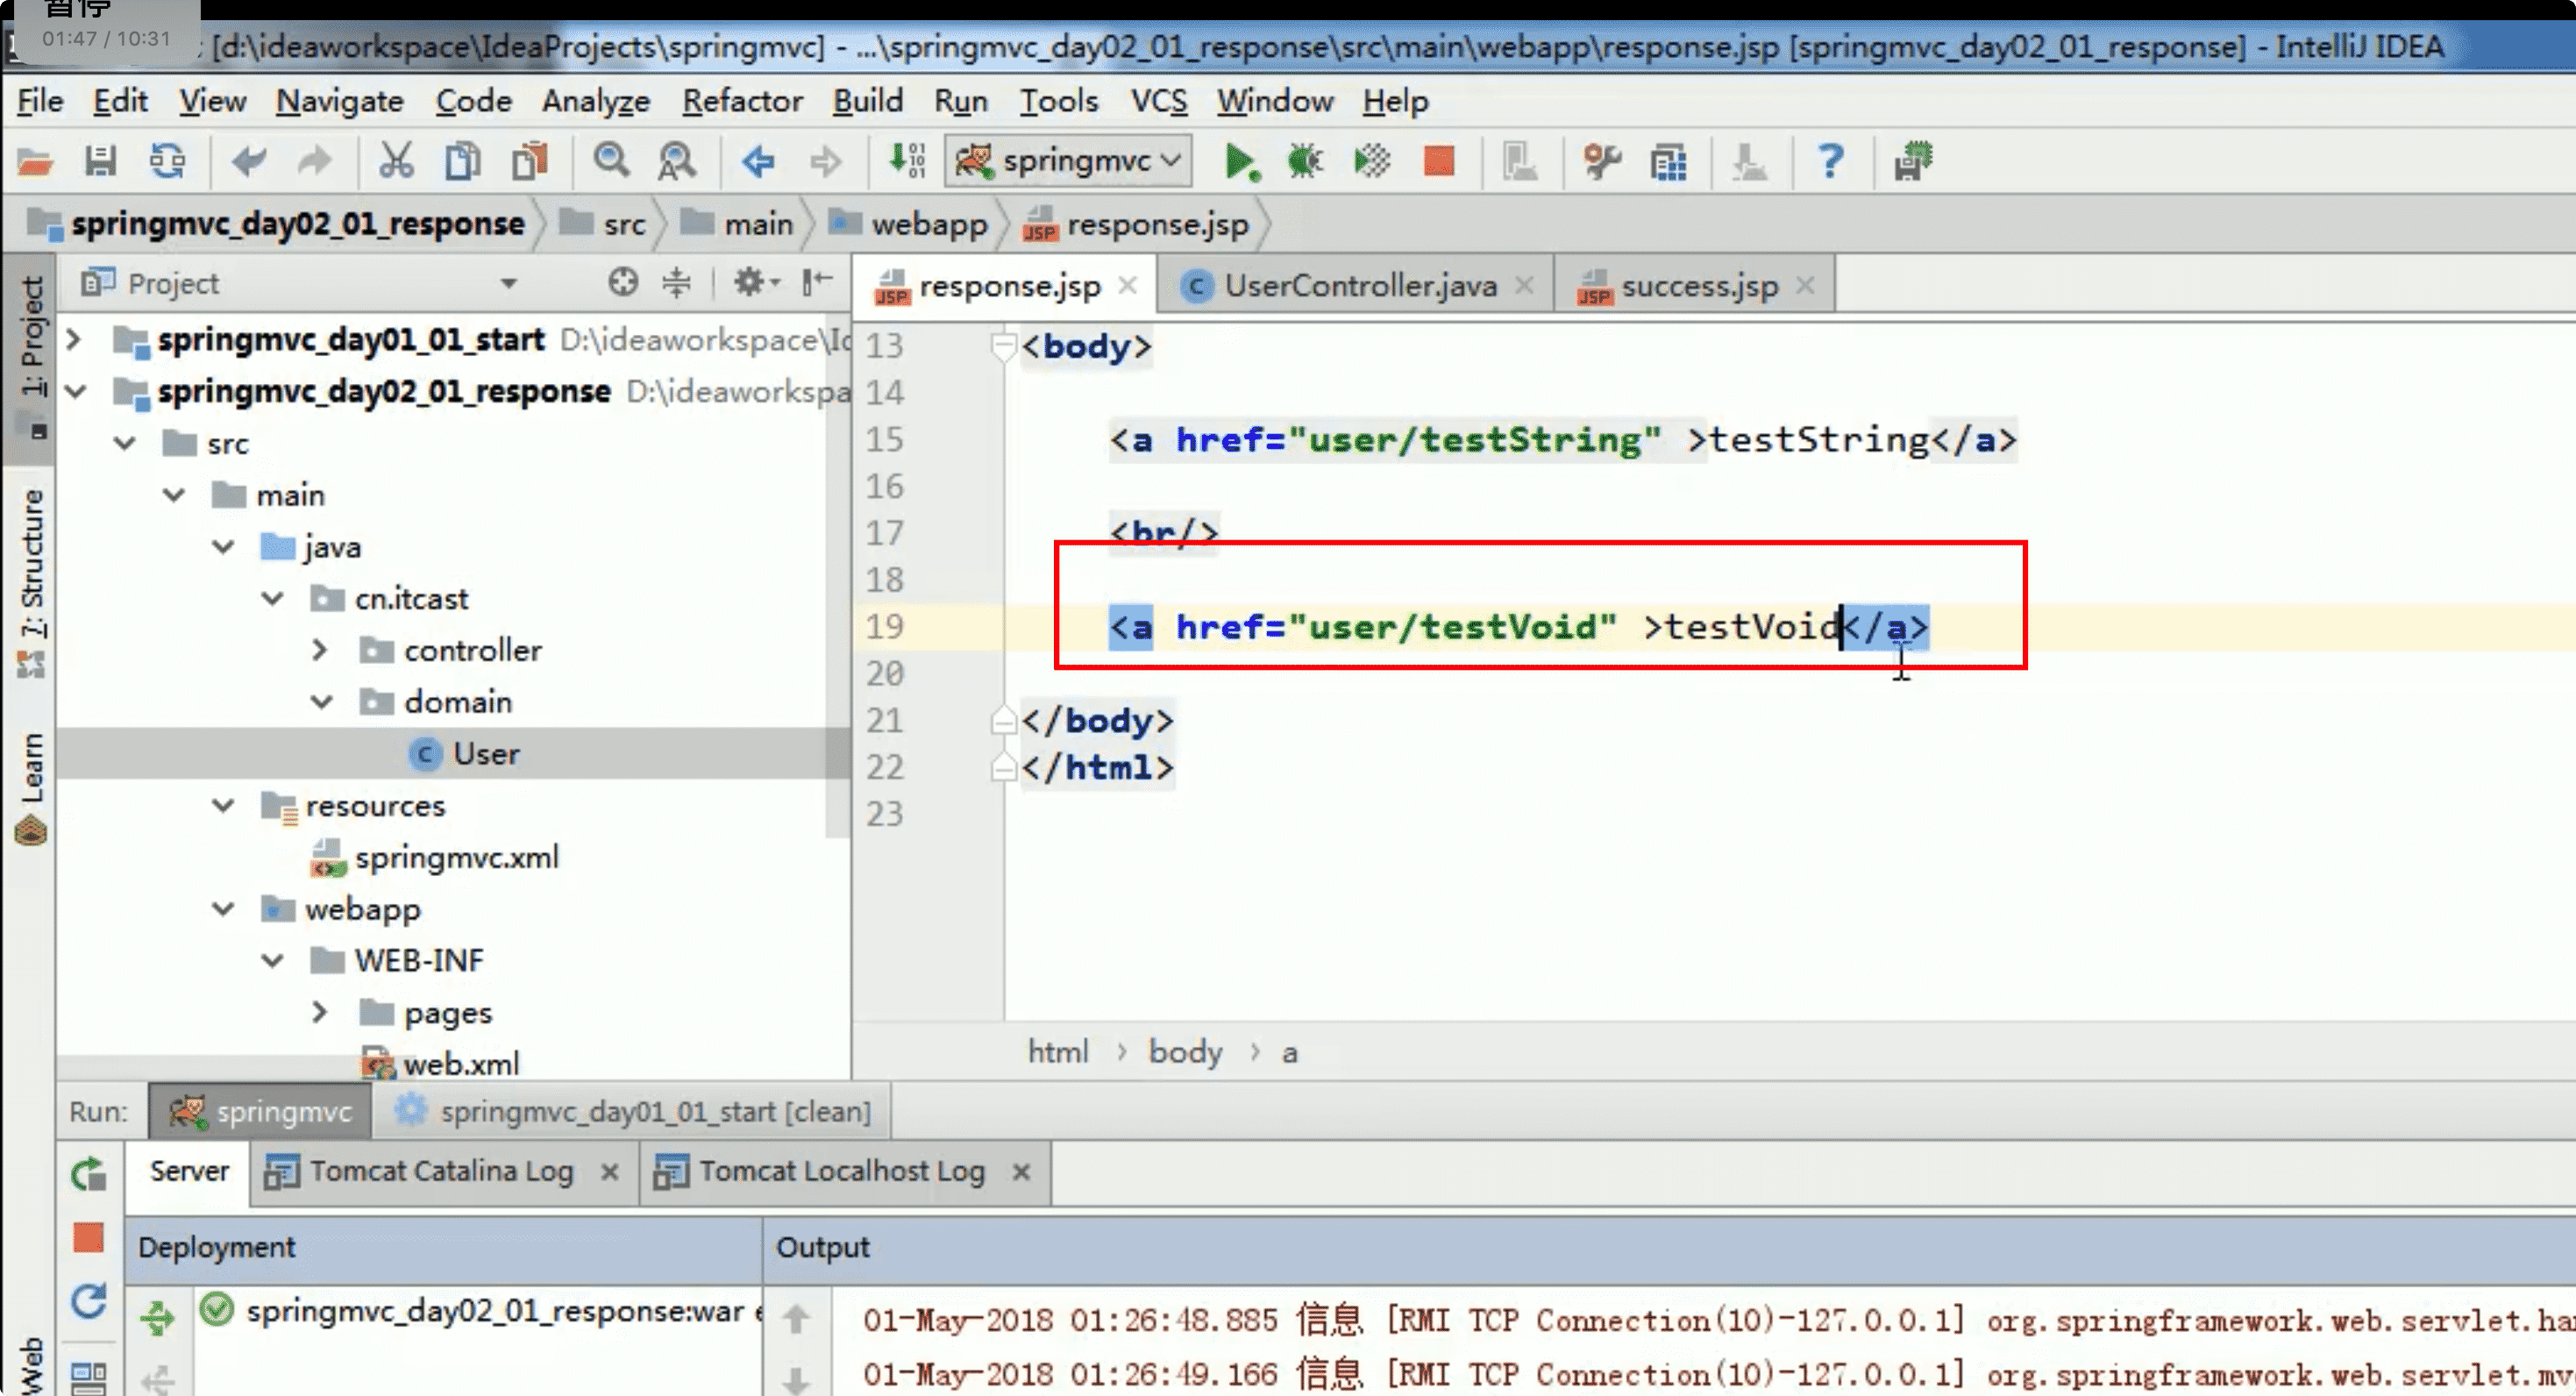 暂停
01:47 / 10:31
[d:\ideaworkspace\IdeaProjects\springmvc] - ...\springmvc_day02_01_response\src\main\webapp\response.jsp [springmvc_day02_01_response] - IntelliJ IDEA
File Edit View Navigate Code Analyze Refactor Build Run Tools VCS Window Help
springmvc
springmvc_day02_01_response src main webapp response.jsp
Project
response.jsp UserController.java success.jsp
1: Project
7: Structure
Learn
Web
springmvc_day01_01_start D:\ideaworkspace\Id
springmvc_day02_01_response D:\ideaworkspa
src
main
java
cn.itcast
controller
domain
User
resources
springmvc.xml
webapp
WEB-INF
pages
web.xml
13 <body>
14
15 <a href="user/testString" >testString</a>
16
17 <br/>
18
19 <a href="user/testVoid" >testVoid</a>
20
21 </body>
22 </html>
23
html › body › a
Run: springmvc springmvc_day01_01_start [clean]
Server Tomcat Catalina Log Tomcat Localhost Log
Deployment Output
springmvc_day02_01_response:war e
01-May-2018 01:26:48.885 信息 [RMI TCP Connection(10)-127.0.0.1] org.springframework.web.servlet.ha
01-May-2018 01:26:49.166 信息 [RMI TCP Connection(10)-127.0.0.1] org.springframework.web.servlet.mv